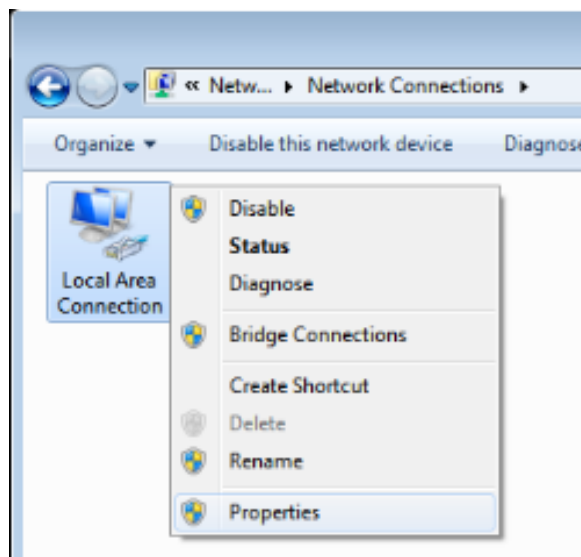 « Netw... Network Connections
Organize Disable this network device Diagnose
Local Area
Connection
Disable
Status
Diagnose
Bridge Connections
Create Shortcut
Delete
Rename
Properties